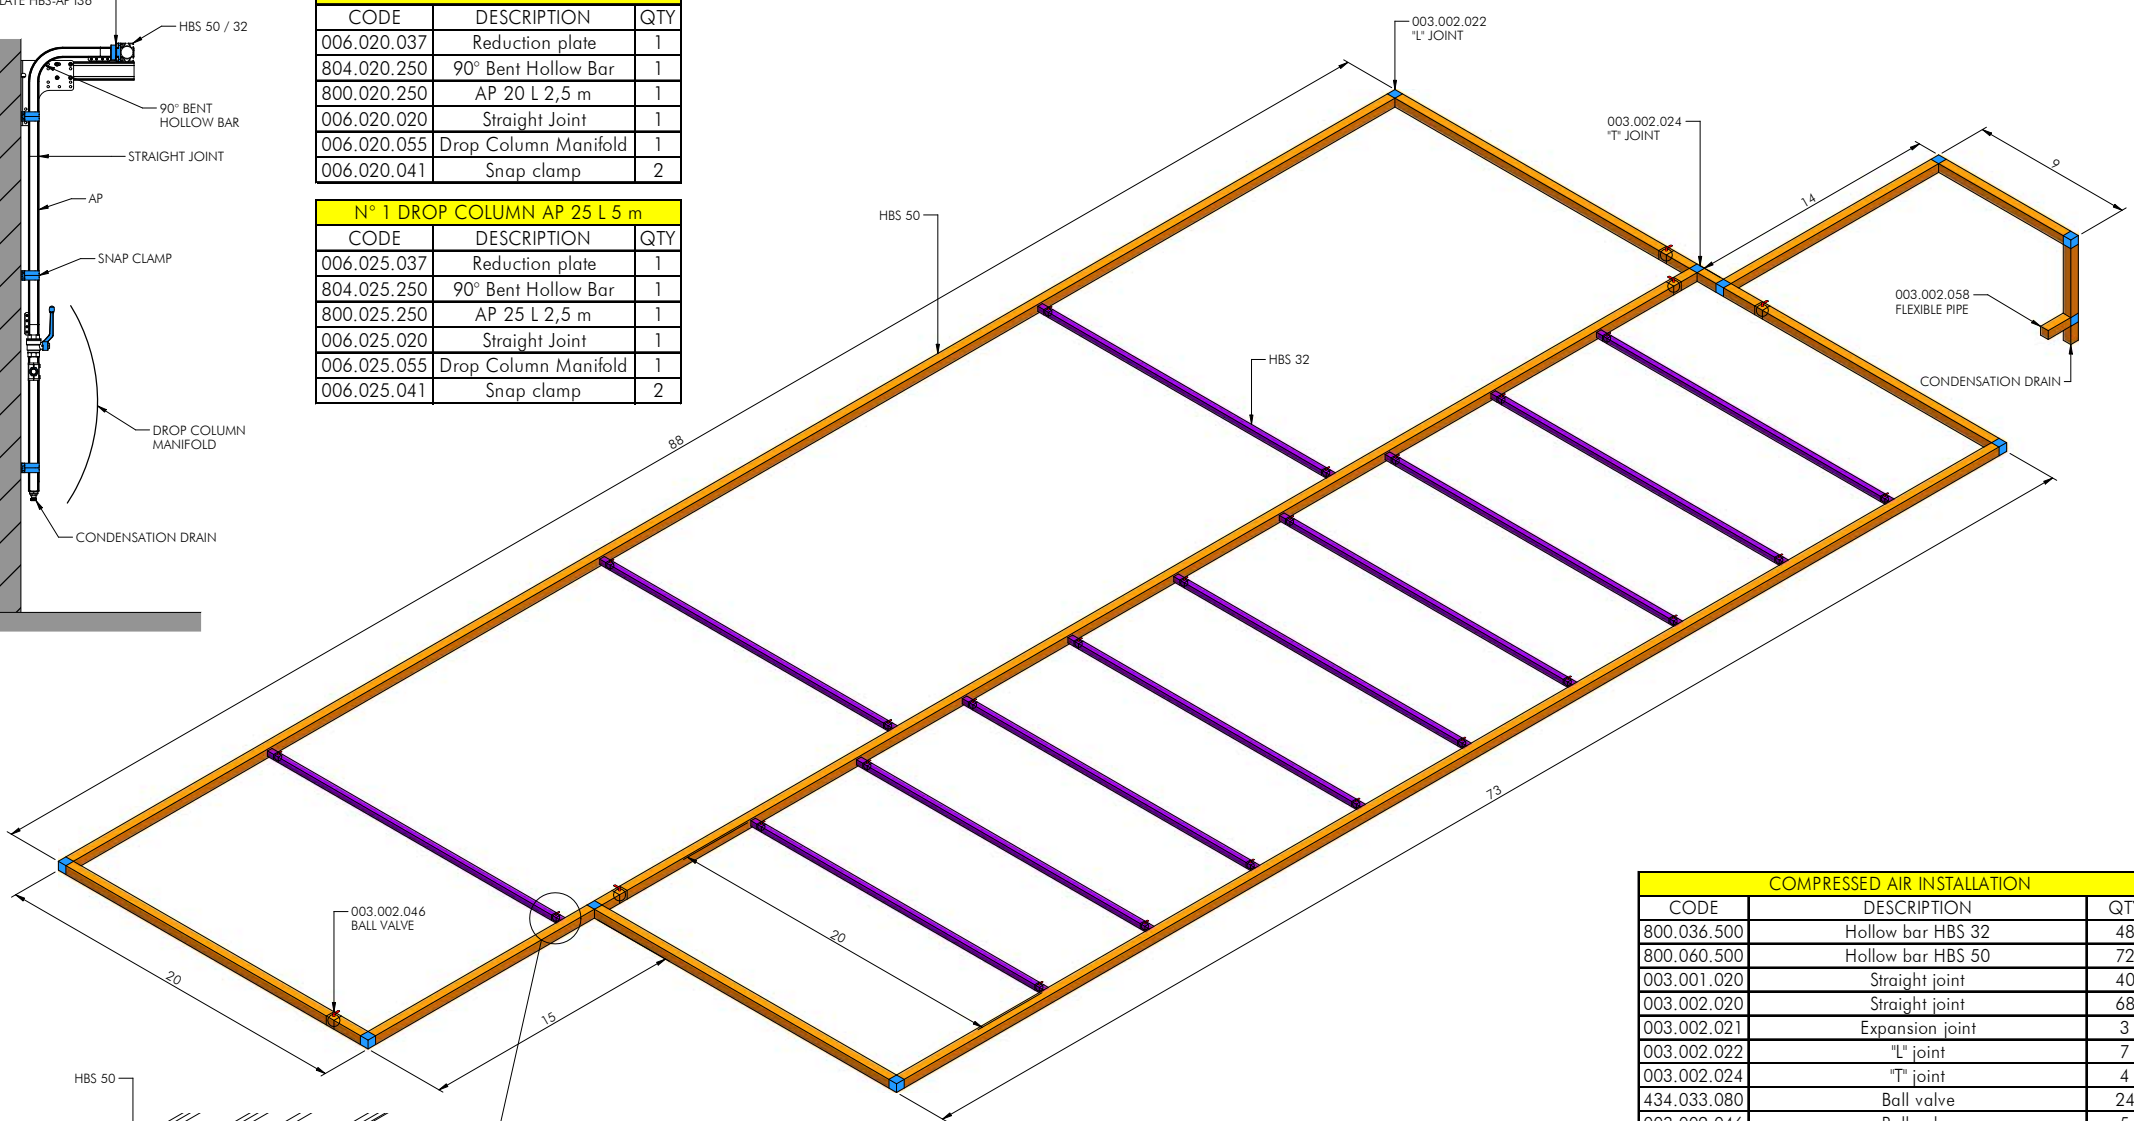 HBS 50 / 32
90° BENT
HOLLOW BAR
STRAIGHT JOINT
AP
SNAP CLAMP
DROP COLUMN
MANIFOLD
CONDENSATION DRAIN
CODE DESCRIPTION QTY
006.020.037 Reduction plate 1
804.020.250 90° Bent Hollow Bar 1
800.020.250 AP 20 L 2,5 m 1
006.020.020 Straight Joint 1
006.020.055 Drop Column Manifold 1
006.020.041 Snap clamp 2
N° 1 DROP COLUMN AP 25 L 5 m
CODE DESCRIPTION QTY
006.025.037 Reduction plate 1
804.025.250 90° Bent Hollow Bar 1
800.025.250 AP 25 L 2,5 m 1
006.025.020 Straight Joint 1
006.025.055 Drop Column Manifold 1
006.025.041 Snap clamp 2
003.002.022
"L" JOINT
003.002.024
"T" JOINT
14
9
HBS 50
003.002.058
FLEXIBLE PIPE
HBS 32
CONDENSATION DRAIN
88
73
003.002.046
BALL VALVE
20
20
15
HBS 50
COMPRESSED AIR INSTALLATION
CODE DESCRIPTION QTY
800.036.500 Hollow bar HBS 32 48
800.060.500 Hollow bar HBS 50 72
003.001.020 Straight joint 40
003.002.020 Straight joint 68
003.002.021 Expansion joint 3
003.002.022 "L" joint 7
003.002.024 "T" joint 4
434.033.080 Ball valve 24